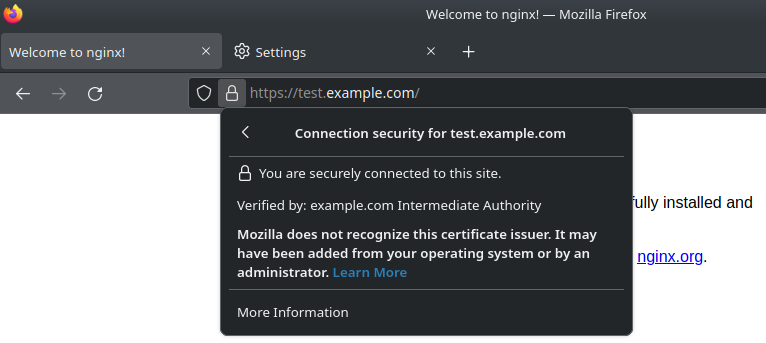 Welcome to nginx! — Mozilla Firefox
Welcome to nginx!
Settings
https://test.example.com/
Connection security for test.example.com
You are securely connected to this site.
Verified by: example.com Intermediate Authority
Mozilla does not recognize this certificate issuer. It may
have been added from your operating system or by an
administrator. Learn More
More Information
fully installed and
nginx.org.